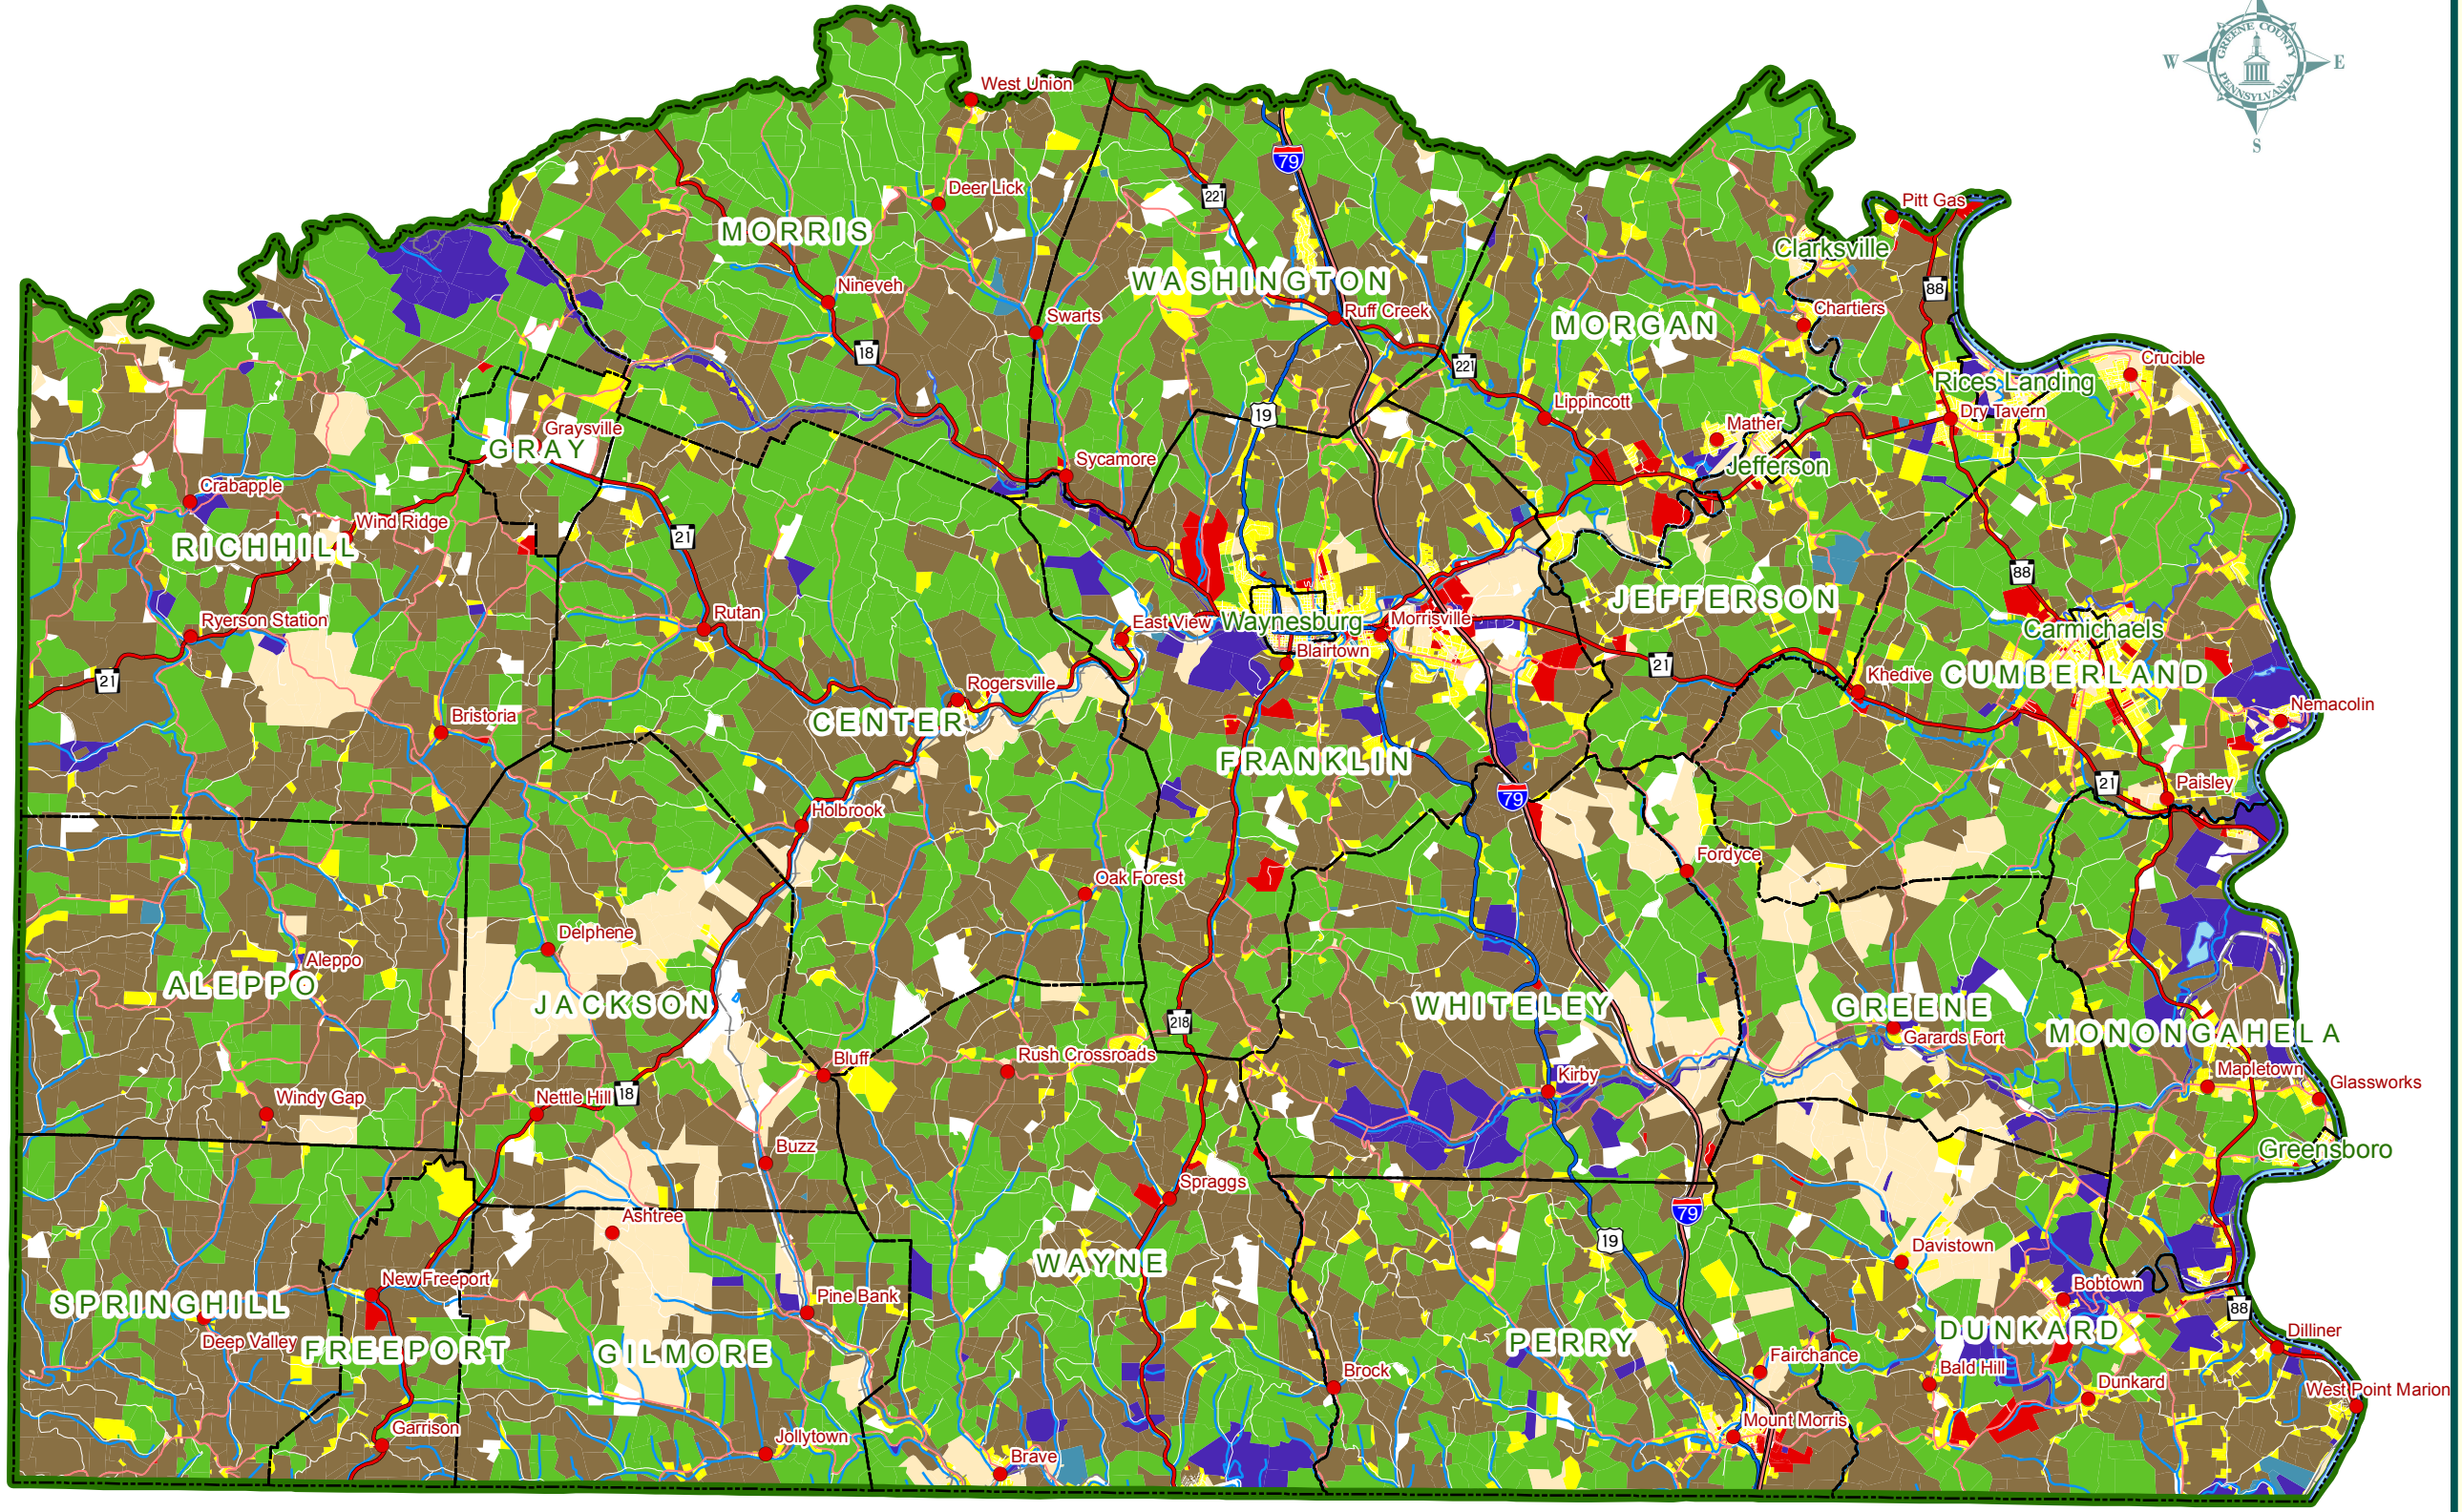 GREENE COUNTY
PENNSYLVANIA
W
E
S
West Union
79
Deer Lick
221
Pitt Gas
MORRIS
Clarksville
WASHINGTON
Nineveh
88
Swarts
Ruff Creek
Chartiers
MORGAN
18
221
Crucible
Rices Landing
19
Lippincott
Dry Tavern
Graysville
Mather
GRAY
Sycamore
Jefferson
Crabapple
Wind Ridge
21
RICHHILL
88
JEFFERSON
Rutan
Ryerson Station
East View
Waynesburg
Morrisville
Carmichaels
Blairtown
21
21
Khedive
CUMBERLAND
Rogersville
Nemacolin
Bristoria
CENTER
FRANKLIN
79
21
Paisley
Holbrook
Fordyce
Oak Forest
Delphene
Aleppo
ALEPPO
JACKSON
WHITELEY
GREENE
218
Garards Fort
MONONGAHELA
Bluff
Rush Crossroads
Kirby
Mapletown
Glassworks
Windy Gap
Nettle Hill
18
Buzz
Greensboro
Spraggs
Ashtree
79
19
Davistown
WAYNE
New Freeport
Bobtown
SPRINGHILL
Pine Bank
88
Deep Valley
FREEPORT
GILMORE
PERRY
DUNKARD
Dilliner
Fairchance
Brock
Bald Hill
Dunkard
West Point Marion
Garrison
Jollytown
Mount Morris
Brave